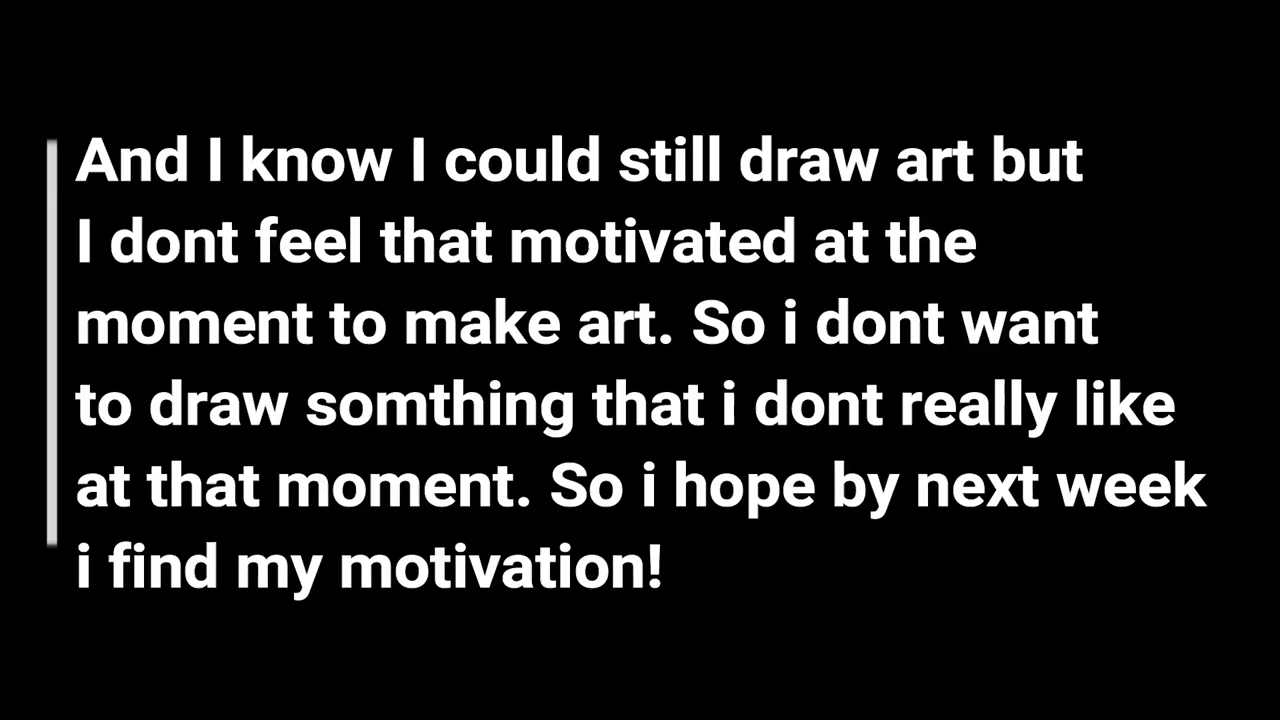 And I know I could still draw art but
I dont feel that motivated at the
moment to make art. So i dont want
to draw somthing that i dont really like
at that moment. So i hope by next week
i find my motivation!